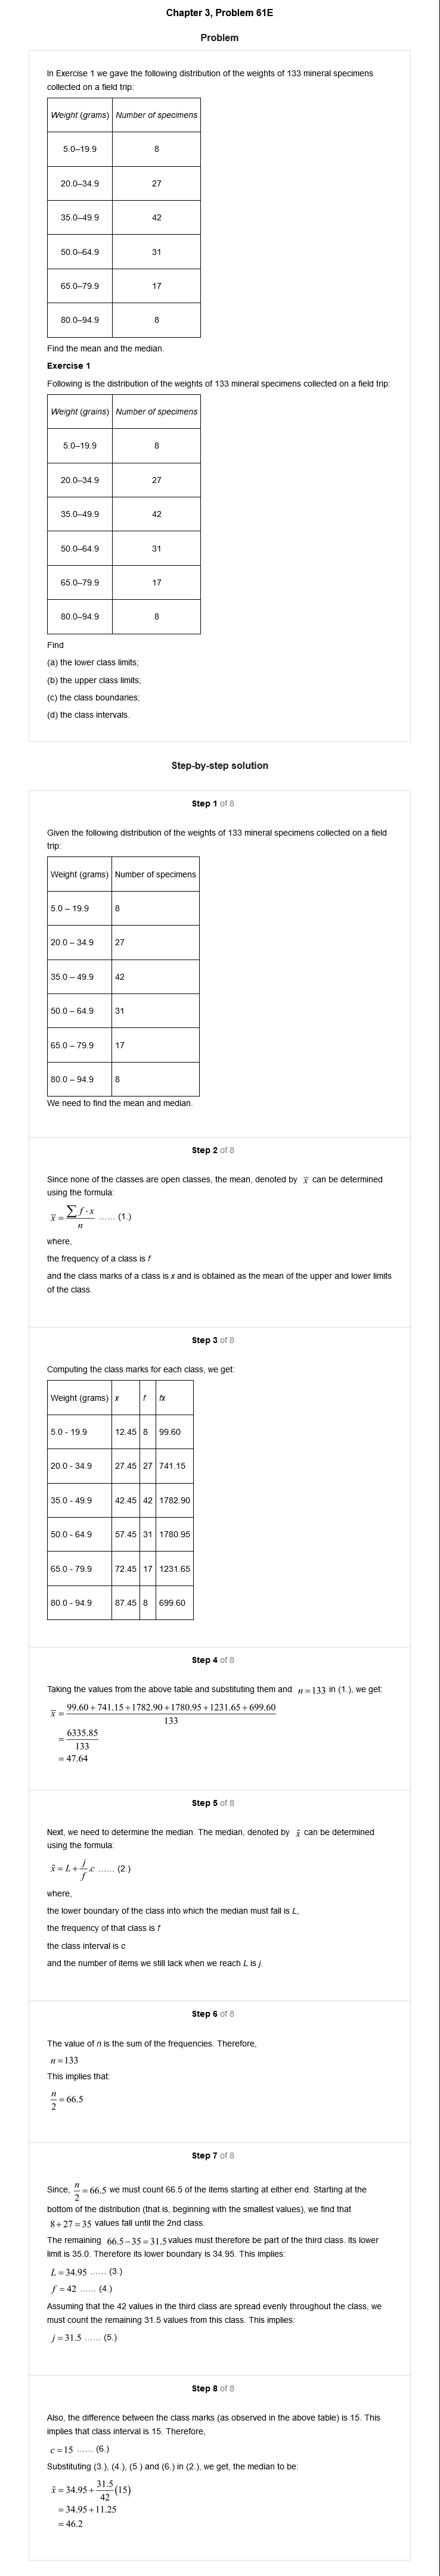 Chapter 3, Problem 61E
Problem
In Exercise 1 we gave the following distribution of the weights of 133 mineral specimens
collected on a field trip:
Weight (grams) Number of specimens
5.0–19.9 8
20.0–34.9 27
35.0–49.9 42
50.0–64.9 31
65.0–79.9 17
80.0–94.9 8
Find the mean and the median.
Exercise 1
Following is the distribution of the weights of 133 mineral specimens collected on a field trip:
Weight (grains) Number of specimens
5.0–19.9 8
20.0–34.9 27
35.0–49.9 42
50.0–64.9 31
65.0–79.9 17
80.0–94.9 8
Find
(a) the lower class limits;
(b) the upper class limits;
(c) the class boundaries;
(d) the class intervals.
Step-by-step solution
Step 1 of 8
Given the following distribution of the weights of 133 mineral specimens collected on a field
trip:
Weight (grams) Number of specimens
5.0 – 19.9 8
20.0 – 34.9 27
35.0 – 49.9 42
50.0 – 64.9 31
65.0 – 79.9 17
80.0 – 94.9 8
We need to find the mean and median.
Step 2 of 8
Since none of the classes are open classes, the mean, denoted by x̄ can be determined
using the formula:
x̄ = ∑ f · x / n ...... (1.)
where,
the frequency of a class is f
and the class marks of a class is x and is obtained as the mean of the upper and lower limits
of the class.
Step 3 of 8
Computing the class marks for each class, we get:
Weight (grams) x f fx
5.0 - 19.9 12.45 8 99.60
20.0 - 34.9 27.45 27 741.15
35.0 - 49.9 42.45 42 1782.90
50.0 - 64.9 57.45 31 1780.95
65.0 - 79.9 72.45 17 1231.65
80.0 - 94.9 87.45 8 699.60
Step 4 of 8
Taking the values from the above table and substituting them and n = 133 in (1.), we get:
x̄ = 99.60 + 741.15 + 1782.90 + 1780.95 + 1231.65 + 699.60 / 133
= 6335.85 / 133
= 47.64
Step 5 of 8
Next, we need to determine the median. The median, denoted by x̃ can be determined
using the formula:
x̃ = L + j / f .c ...... (2.)
where,
the lower boundary of the class into which the median must fall is L,
the frequency of that class is f
the class interval is c
and the number of items we still lack when we reach L is j.
Step 6 of 8
The value of n is the sum of the frequencies. Therefore,
n = 133
This implies that:
n / 2 = 66.5
Step 7 of 8
Since, n / 2 = 66.5 we must count 66.5 of the items starting at either end. Starting at the
bottom of the distribution (that is, beginning with the smallest values), we find that
8 + 27 = 35 values fall until the 2nd class.
The remaining 66.5 − 35 = 31.5 values must therefore be part of the third class. Its lower
limit is 35.0. Therefore its lower boundary is 34.95. This implies:
L = 34.95 ...... (3.)
f = 42 ...... (4.)
Assuming that the 42 values in the third class are spread evenly throughout the class, we
must count the remaining 31.5 values from this class. This implies:
j = 31.5 ...... (5.)
Step 8 of 8
Also, the difference between the class marks (as observed in the above table) is 15. This
implies that class interval is 15. Therefore,
c = 15 ...... (6.)
Substituting (3.), (4.), (5.) and (6.) in (2.), we get, the median to be:
x̃ = 34.95 + 31.5 / 42 (15)
= 34.95 + 11.25
= 46.2